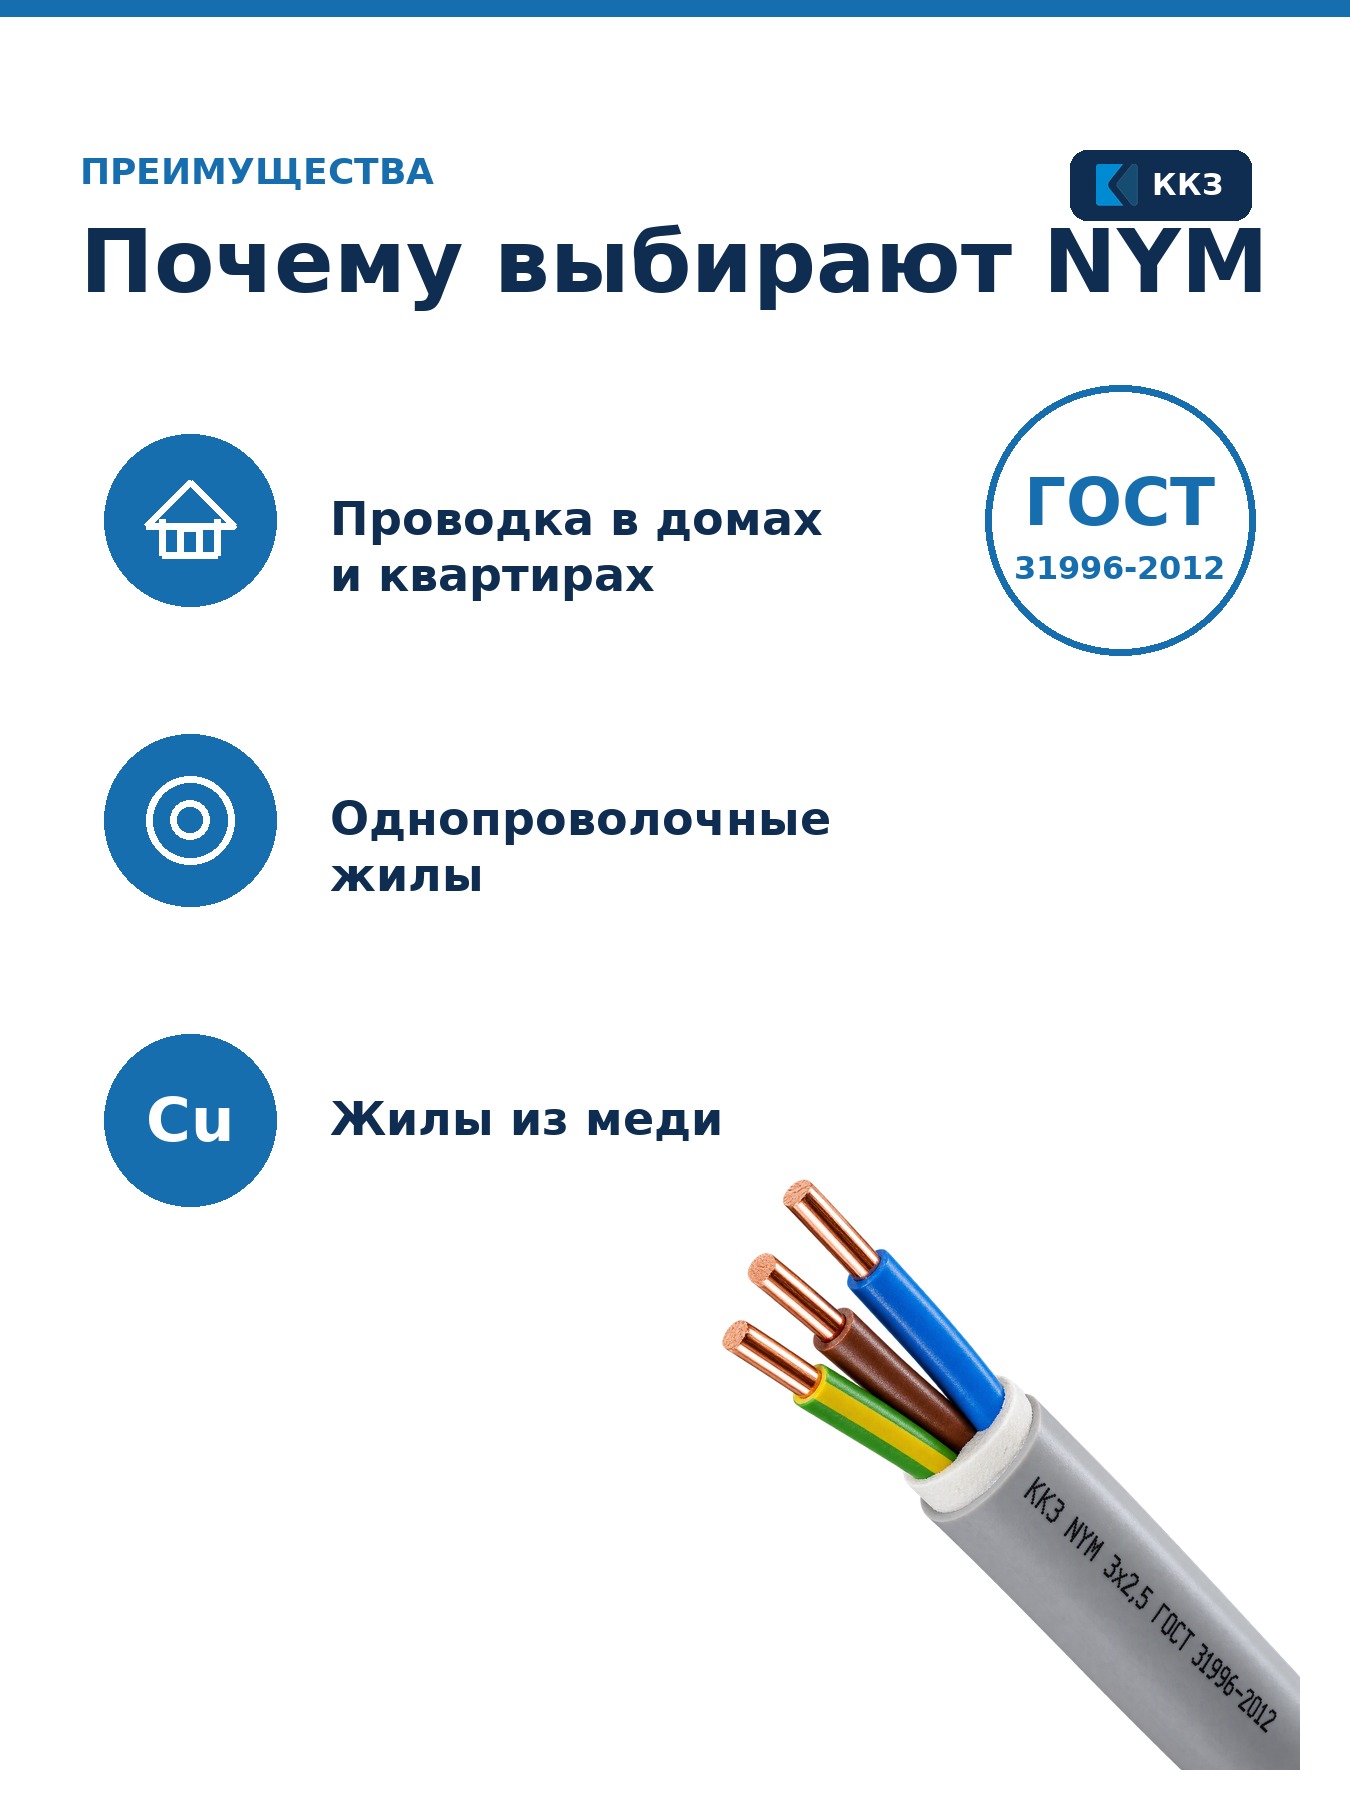 ПРЕИМУЩЕСТВА
ККЗ
Почему выбирают NYM
Проводка в домах
и квартирах
ГОСТ
31996-2012
Однопроволочные
жилы
Cu
Жилы из меди
ККЗ NYM 3x2,5 ГОСТ 31996-2012